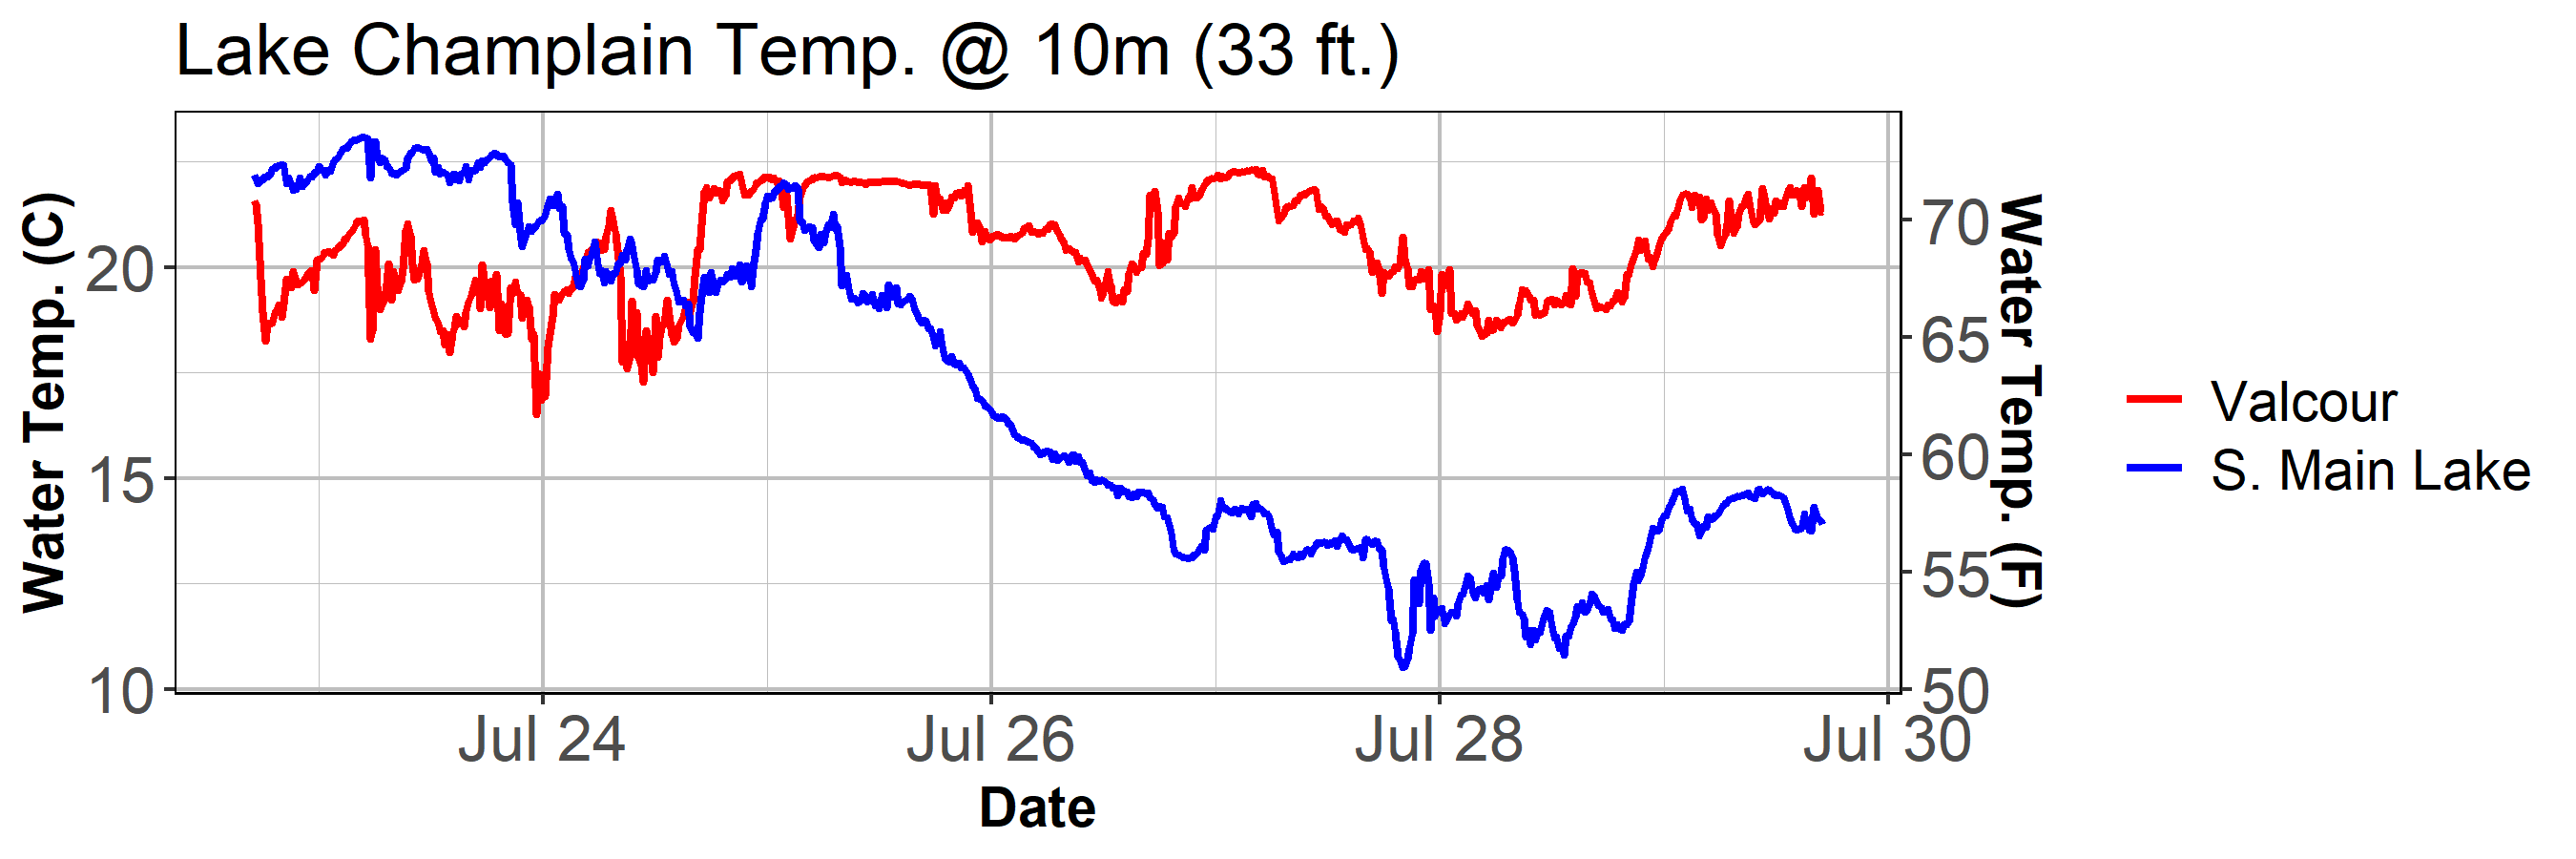 Lake Champlain Temp. @ 10m (33 ft.)
Water Temp. (C)
20
15
10
70
65
60
55
50
Water Temp. (F)
Jul 24
Jul 26
Jul 28
Jul 30
Date
Valcour
S. Main Lake